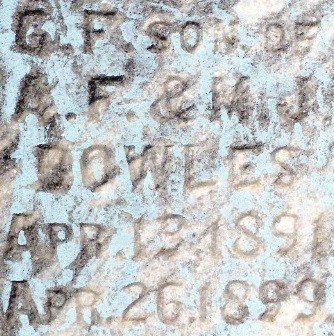 G. F. SON OF
A. F. & M. J.
DOWLES
APR. 12. 1891
APR. 26. 1899